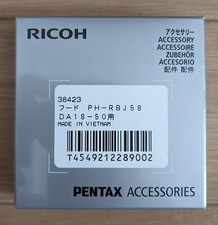 RICOH
アクセサリー
ACCESSORY
ACCESSOIRE
ZUBEHÖR
ACCESORIO
配件 配件
38423
フード PH-RBJ58
DA18-50用
MADE IN VIETNAM
T4549212289002
PENTAX ACCESSORIES